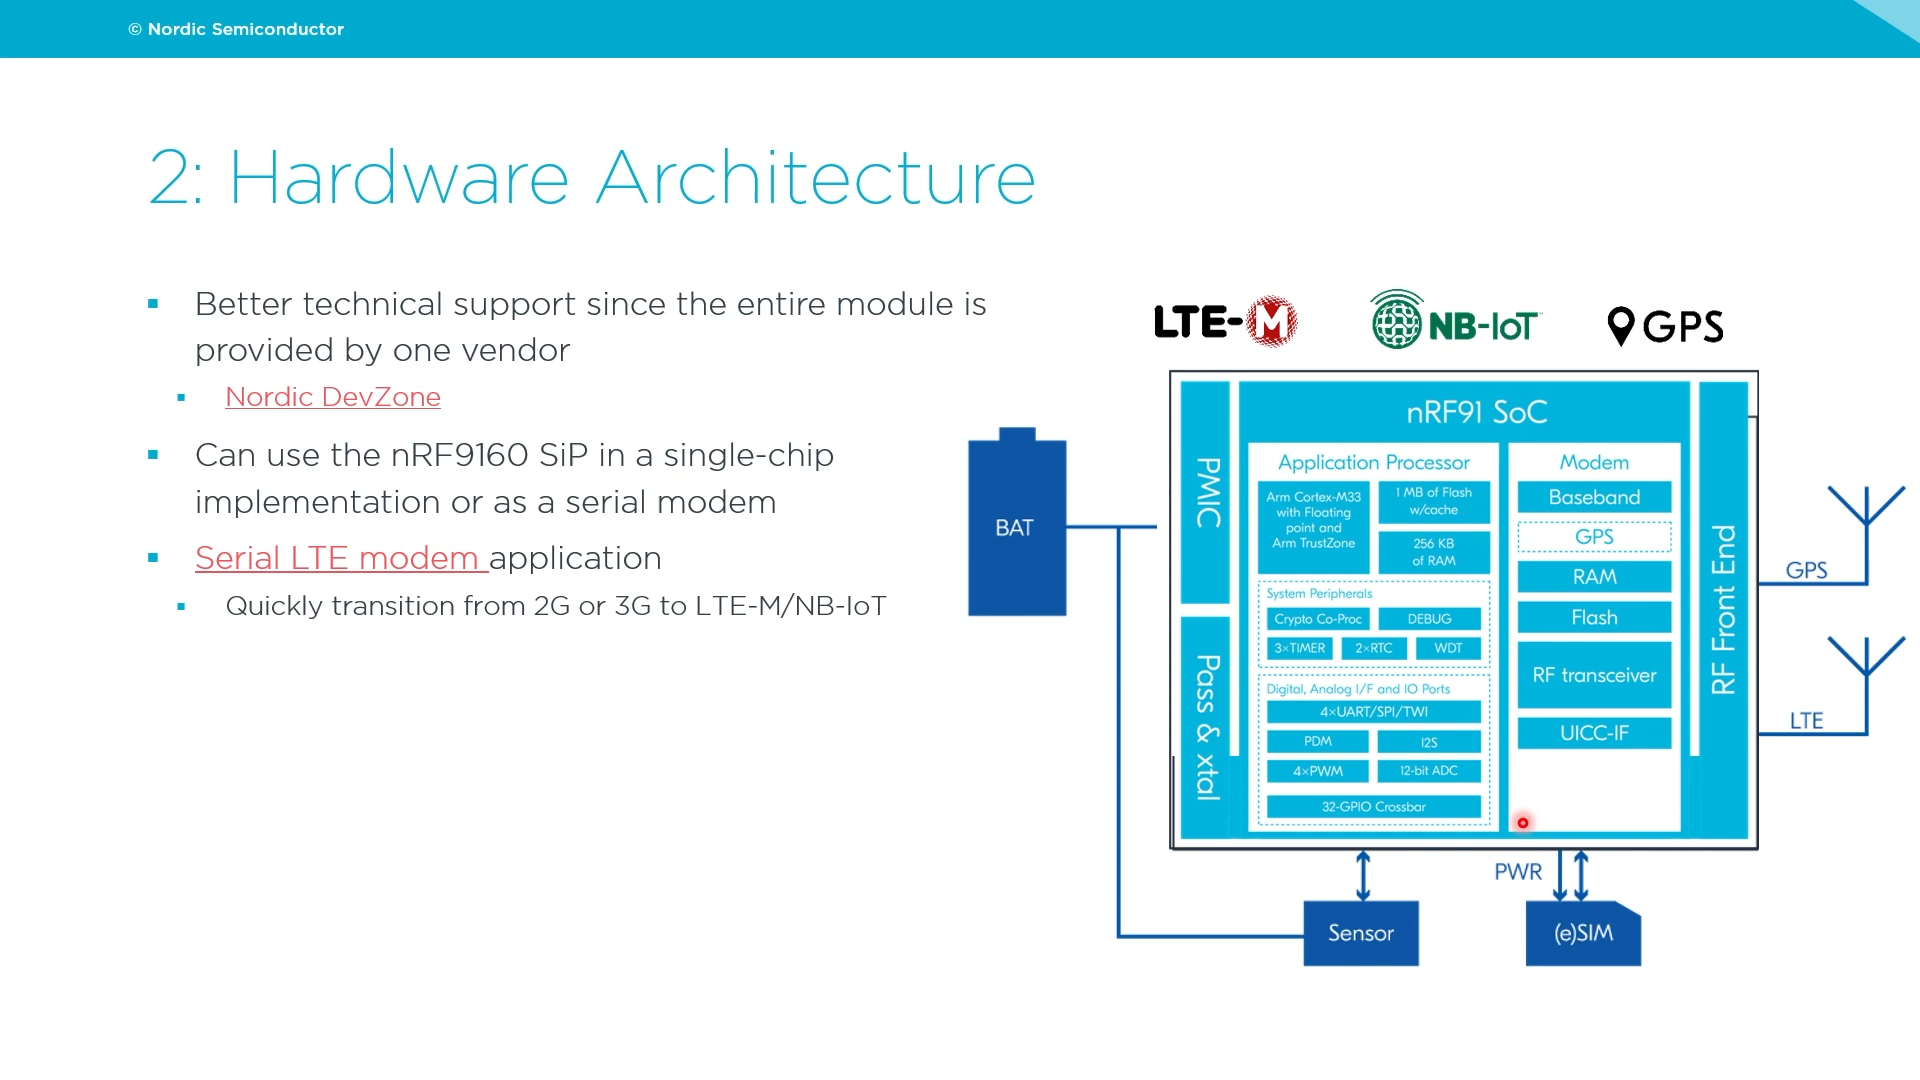 © Nordic Semiconductor
2: Hardware Architecture
Better technical support since the entire module is
provided by one vendor
Nordic DevZone
Can use the nRF9160 SiP in a single-chip
implementation or as a serial modem
Serial LTE modem application
Quickly transition from 2G or 3G to LTE-M/NB-IoT
LTE-M
NB-IoT™
GPS
BAT
PMIC
Pass & xtal
nRF91 SoC
Application Processor
Arm Cortex-M33
with Floating
point and
Arm TrustZone
1 MB of Flash
w/cache
256 KB
of RAM
System Peripherals
Crypto Co-Proc
DEBUG
3×TIMER
2×RTC
WDT
Digital, Analog I/F and IO Ports
4×UART/SPI/TWI
PDM
I2S
4×PWM
12-bit ADC
32-GPIO Crossbar
Modem
Baseband
GPS
RAM
Flash
RF transceiver
UICC-IF
RF Front End
GPS
LTE
PWR
Sensor
(e)SIM